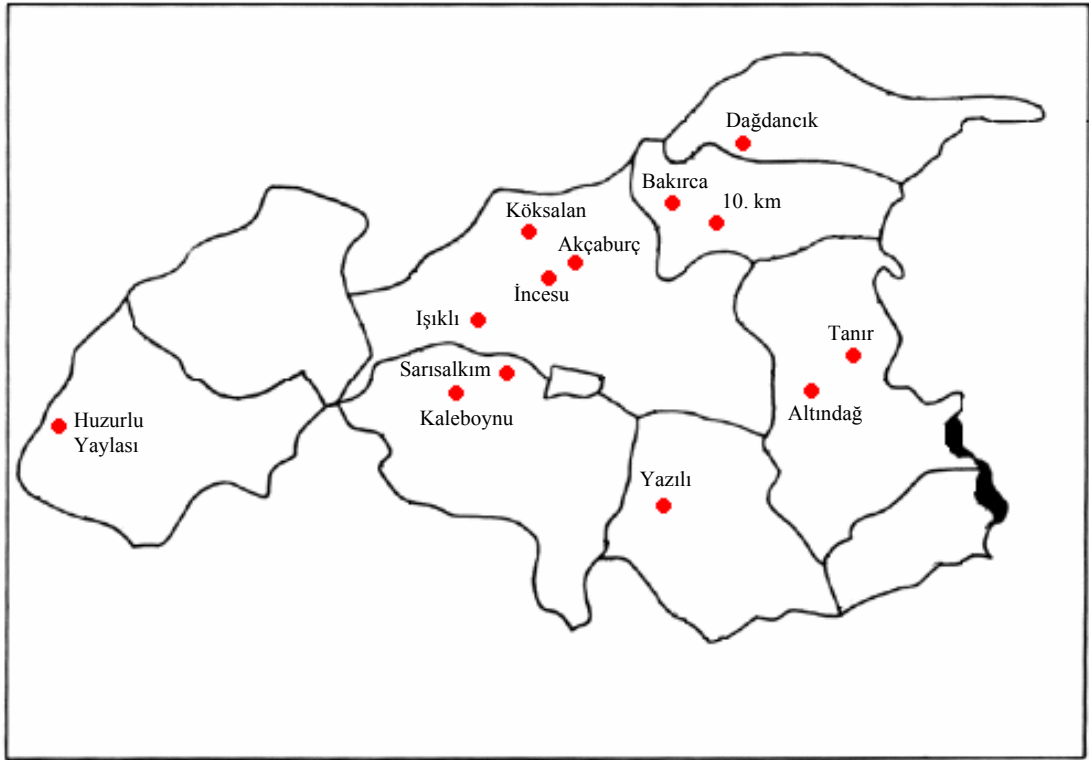 Dağdancık
Bakırca
10. km
Köksalan
Akçaburç
İncesu
Işıklı
Tanır
Sarısalkım
Altındağ
Kaleboynu
Huzurlu
Yaylası
Yazılı